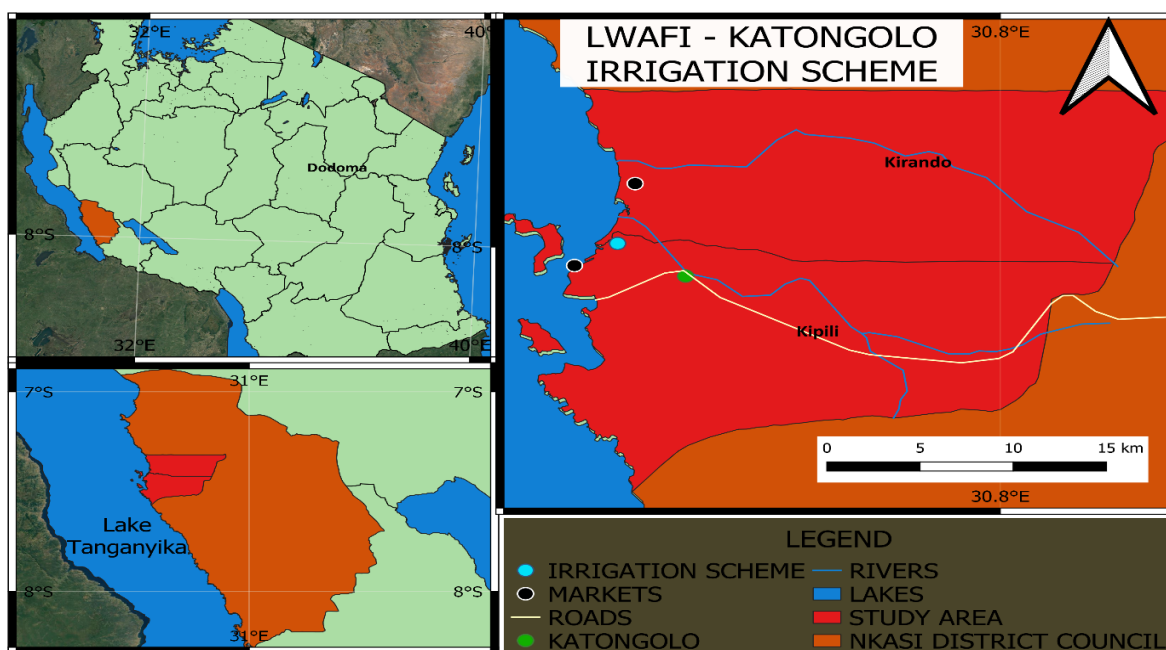 32°E
40°
Dodoma
8°S
8°S
32°E
40°E
LWAFI - KATONGOLO
IRRIGATION SCHEME
30.8°E
Kirando
Kipili
0 5 10 15 km
30.8°E
31°E
7°S
7°S
Lake
Tanganyika
8°S
8°S
31°E
LEGEND
IRRIGATION SCHEME
MARKETS
ROADS
KATONGOLO
RIVERS
LAKES
STUDY AREA
NKASI DISTRICT COUNCIL